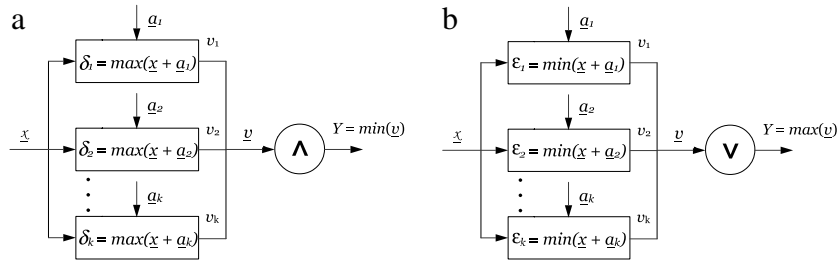 a
a₁
δ₁ = max(x + a₁)
v₁
a₂
x
δ₂ = max(x + a₂)
v₂
v
∧
Y = min(v)
aₖ
δₖ = max(x + aₖ)
vₖ
b
a₁
ε₁ = min(x + a₁)
v₁
a₂
x
ε₂ = min(x + a₂)
v₂
v
∨
Y = max(v)
aₖ
εₖ = min(x + aₖ)
vₖ